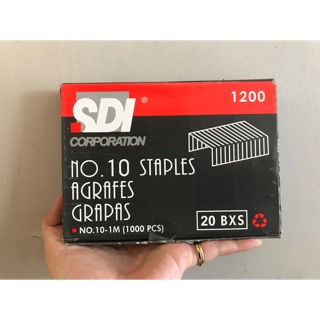 SDI®
CORPORATION
1200
NO.10 STAPLES
AGRAFES
GRAPAS
■ NO.10-1M (1000 PCS)
20 BXS